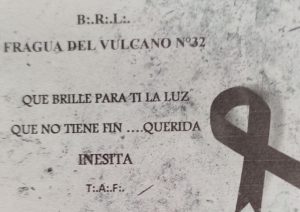 B:.R:.L:.
FRAGUA DEL VULCANO N°32
QUE BRILLE PARA TI LA LUZ
QUE NO TIENE FIN ....QUERIDA
INESITA
T:.A:.F:.